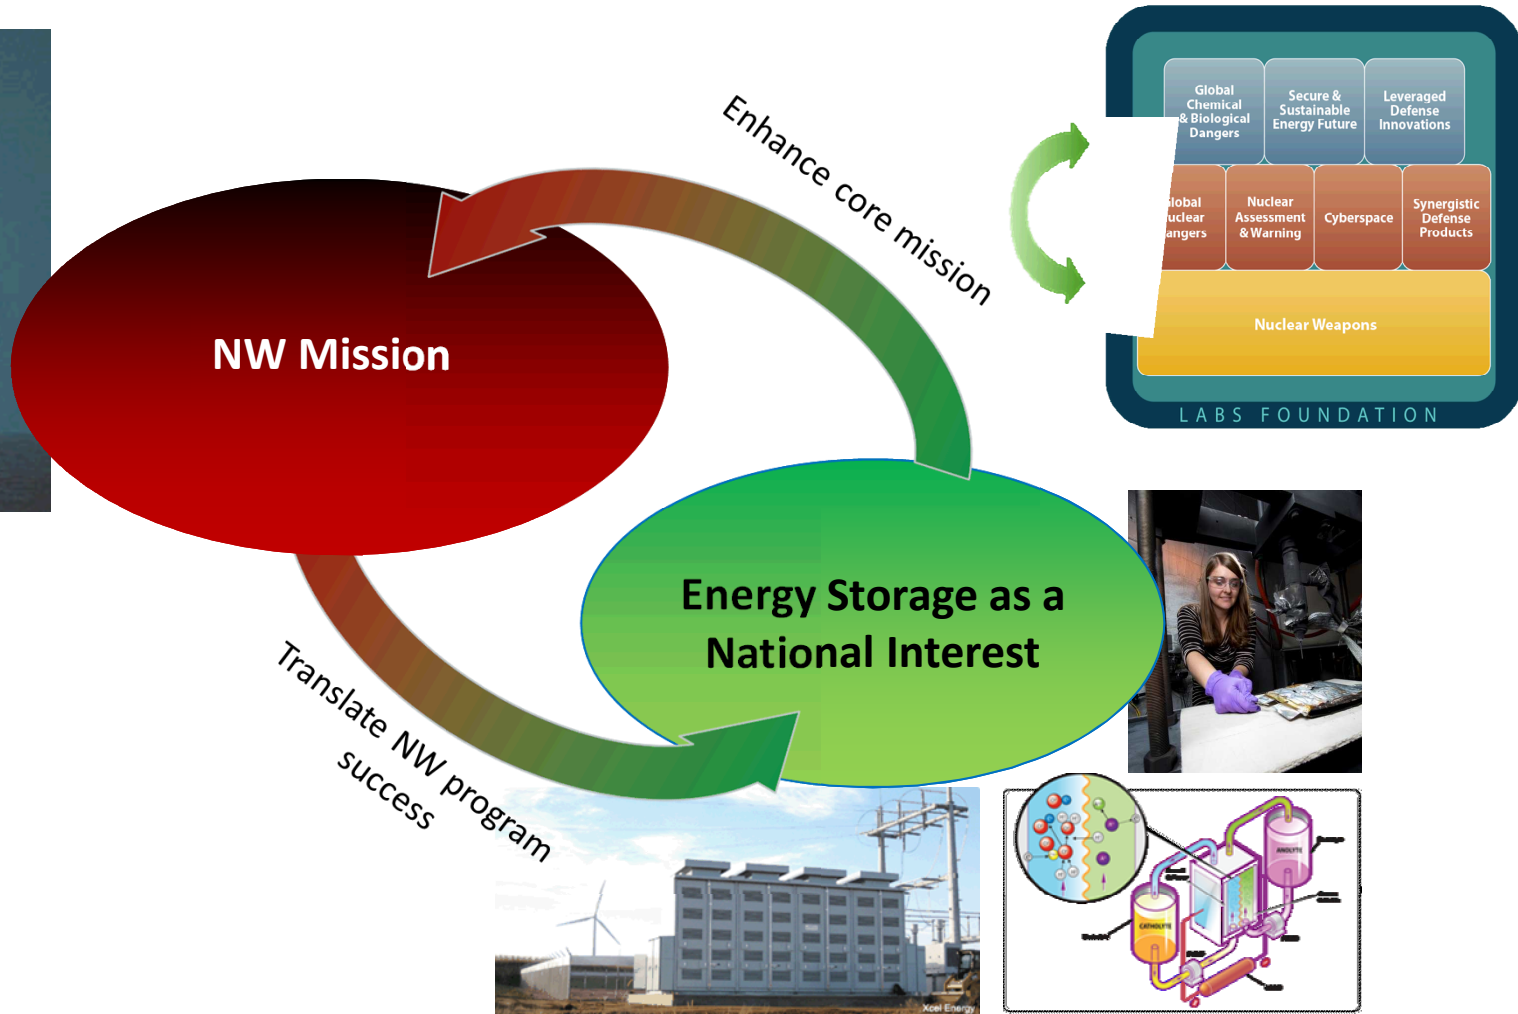 Global
Chemical
& Biological
Dangers
Secure &
Sustainable
Energy Future
Leveraged
Defense
Innovations
Enhance core mission
lobal
uclear
angers
Nuclear
Assessment
& Warning
Cyberspace
Synergistic
Defense
Products
Nuclear Weapons
LABS FOUNDATION
NW Mission
Energy Storage as a
National Interest
Translate NW program
success
ANOLYTE
CATHOLYTE
Xcel Energy